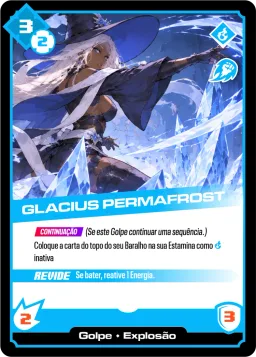 3
2
GLACIUS PERMAFROST
CONTINUAÇÃO (Se este Golpe continuar uma sequência.)
Coloque a carta do topo do seu Baralho na sua Estamina como
inativa
REVIDE Se bater, reative 1 Energia.
2
3
Golpe • Explosão